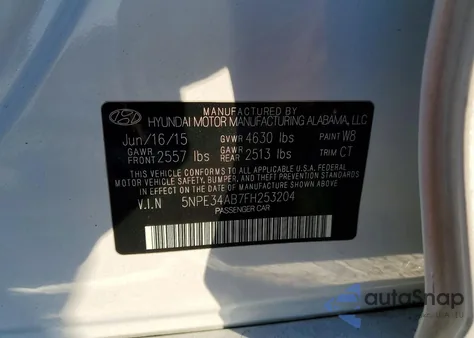 MANUFACTURED BY
HYUNDAI MOTOR MANUFACTURING ALABAMA, LLC
Jun/16/15 GVWR 4630 lbs PAINT W8
GAWR FRONT 2557 lbs GAWR REAR 2513 lbs TRIM CT
THIS VEHICLE CONFORMS TO ALL APPLICABLE U.S.A. FEDERAL
MOTOR VEHICLE SAFETY, BUMPER, AND THEFT PREVENTION STANDARDS
IN EFFECT ON THE DATE OF MANUFACTURE SHOWN ABOVE.
V.I.N 5NPE34AB7FH253204
PASSENGER CAR
autoSnap